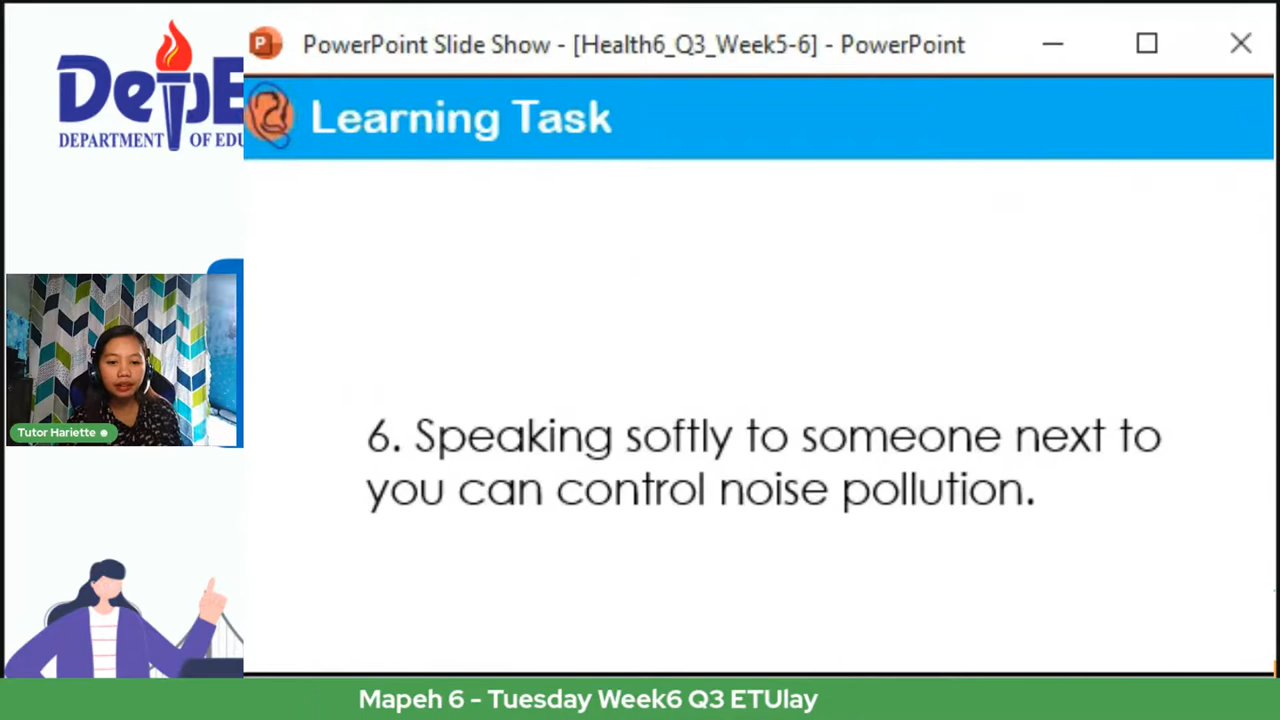 PowerPoint Slide Show - [Health6_Q3_Week5-6] - PowerPoint
DepE
DEPARTMENT OF EDU
Learning Task
6. Speaking softly to someone next to
you can control noise pollution.
Tutor Hariette
Mapeh 6 - Tuesday Week6 Q3 ETUlay